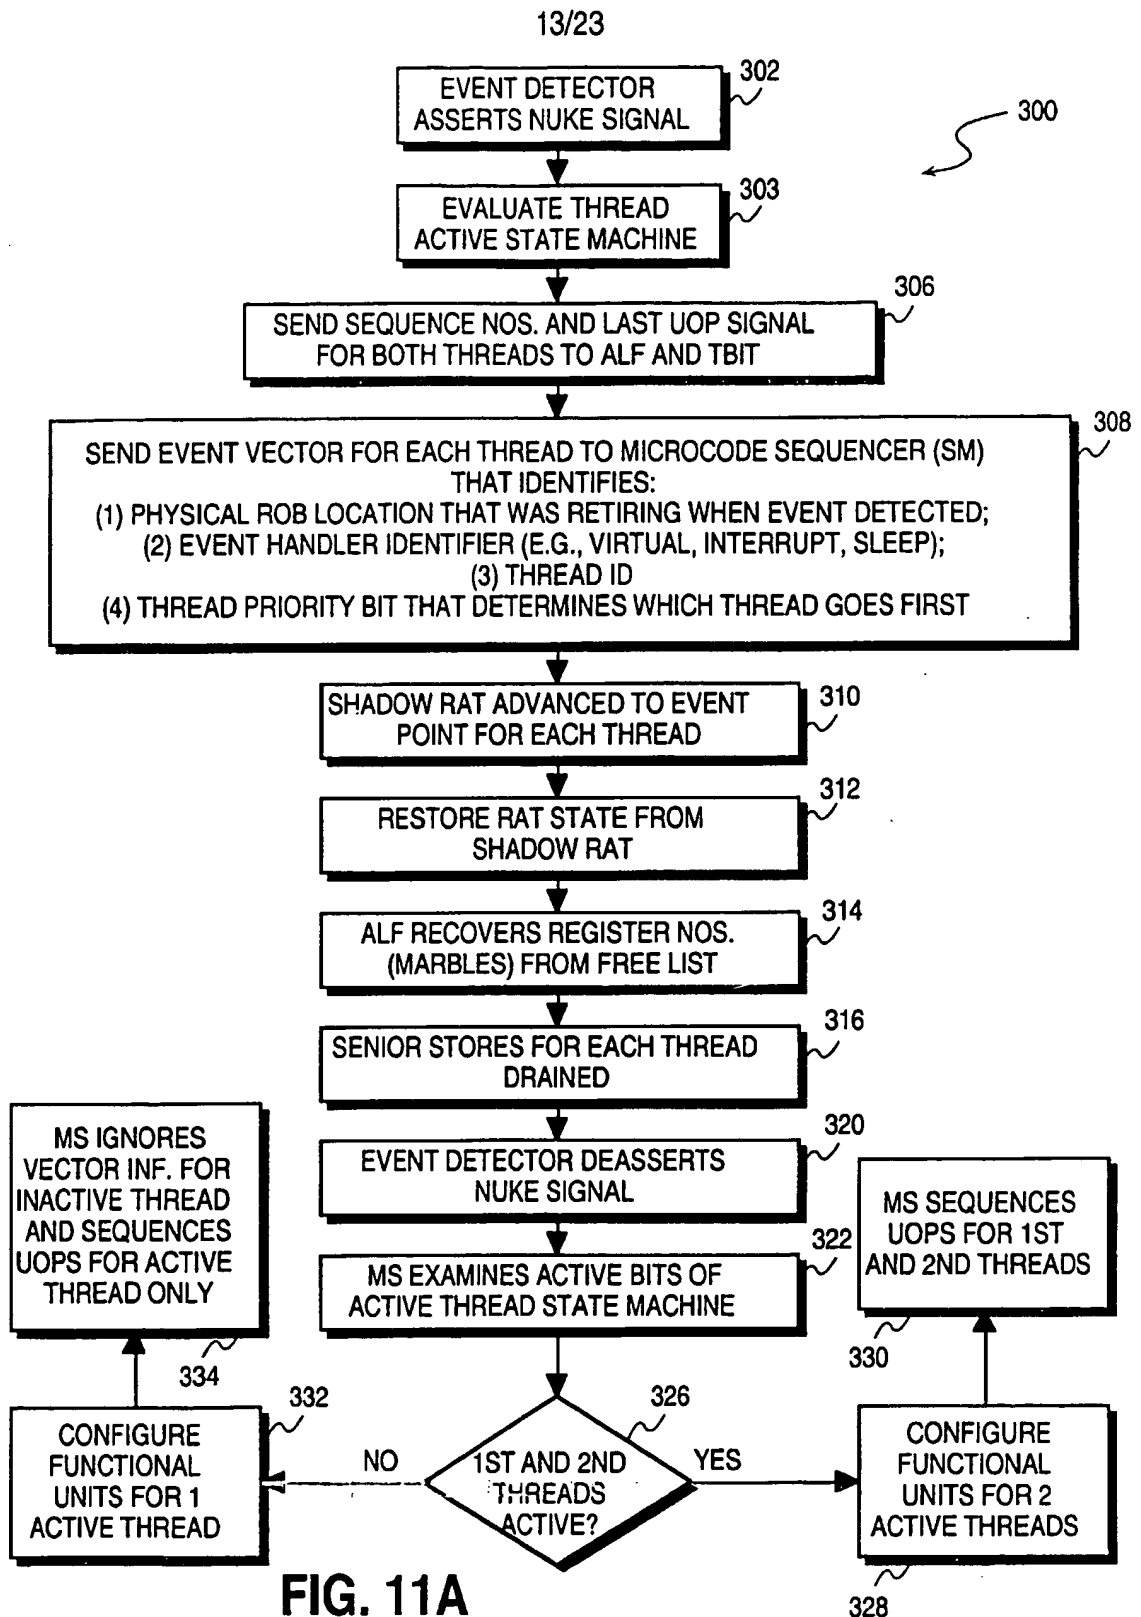 13/23
EVENT DETECTOR
ASSERTS NUKE SIGNAL
302
300
EVALUATE THREAD
ACTIVE STATE MACHINE
303
SEND SEQUENCE NOS. AND LAST UOP SIGNAL
FOR BOTH THREADS TO ALF AND TBIT
306
SEND EVENT VECTOR FOR EACH THREAD TO MICROCODE SEQUENCER (SM)
THAT IDENTIFIES:
(1) PHYSICAL ROB LOCATION THAT WAS RETIRING WHEN EVENT DETECTED;
(2) EVENT HANDLER IDENTIFIER (E.G., VIRTUAL, INTERRUPT, SLEEP);
(3) THREAD ID
(4) THREAD PRIORITY BIT THAT DETERMINES WHICH THREAD GOES FIRST
308
SHADOW RAT ADVANCED TO EVENT
POINT FOR EACH THREAD
310
RESTORE RAT STATE FROM
SHADOW RAT
312
ALF RECOVERS REGISTER NOS.
(MARBLES) FROM FREE LIST
314
SENIOR STORES FOR EACH THREAD
DRAINED
316
EVENT DETECTOR DEASSERTS
NUKE SIGNAL
320
MS EXAMINES ACTIVE BITS OF
ACTIVE THREAD STATE MACHINE
322
MS IGNORES
VECTOR INF. FOR
INACTIVE THREAD
AND SEQUENCES
UOPS FOR ACTIVE
THREAD ONLY
334
MS SEQUENCES
UOPS FOR 1ST
AND 2ND THREADS
330
CONFIGURE
FUNCTIONAL
UNITS FOR 1
ACTIVE THREAD
332
NO
1ST AND 2ND
THREADS
ACTIVE?
326
YES
CONFIGURE
FUNCTIONAL
UNITS FOR 2
ACTIVE THREADS
328
FIG. 11A